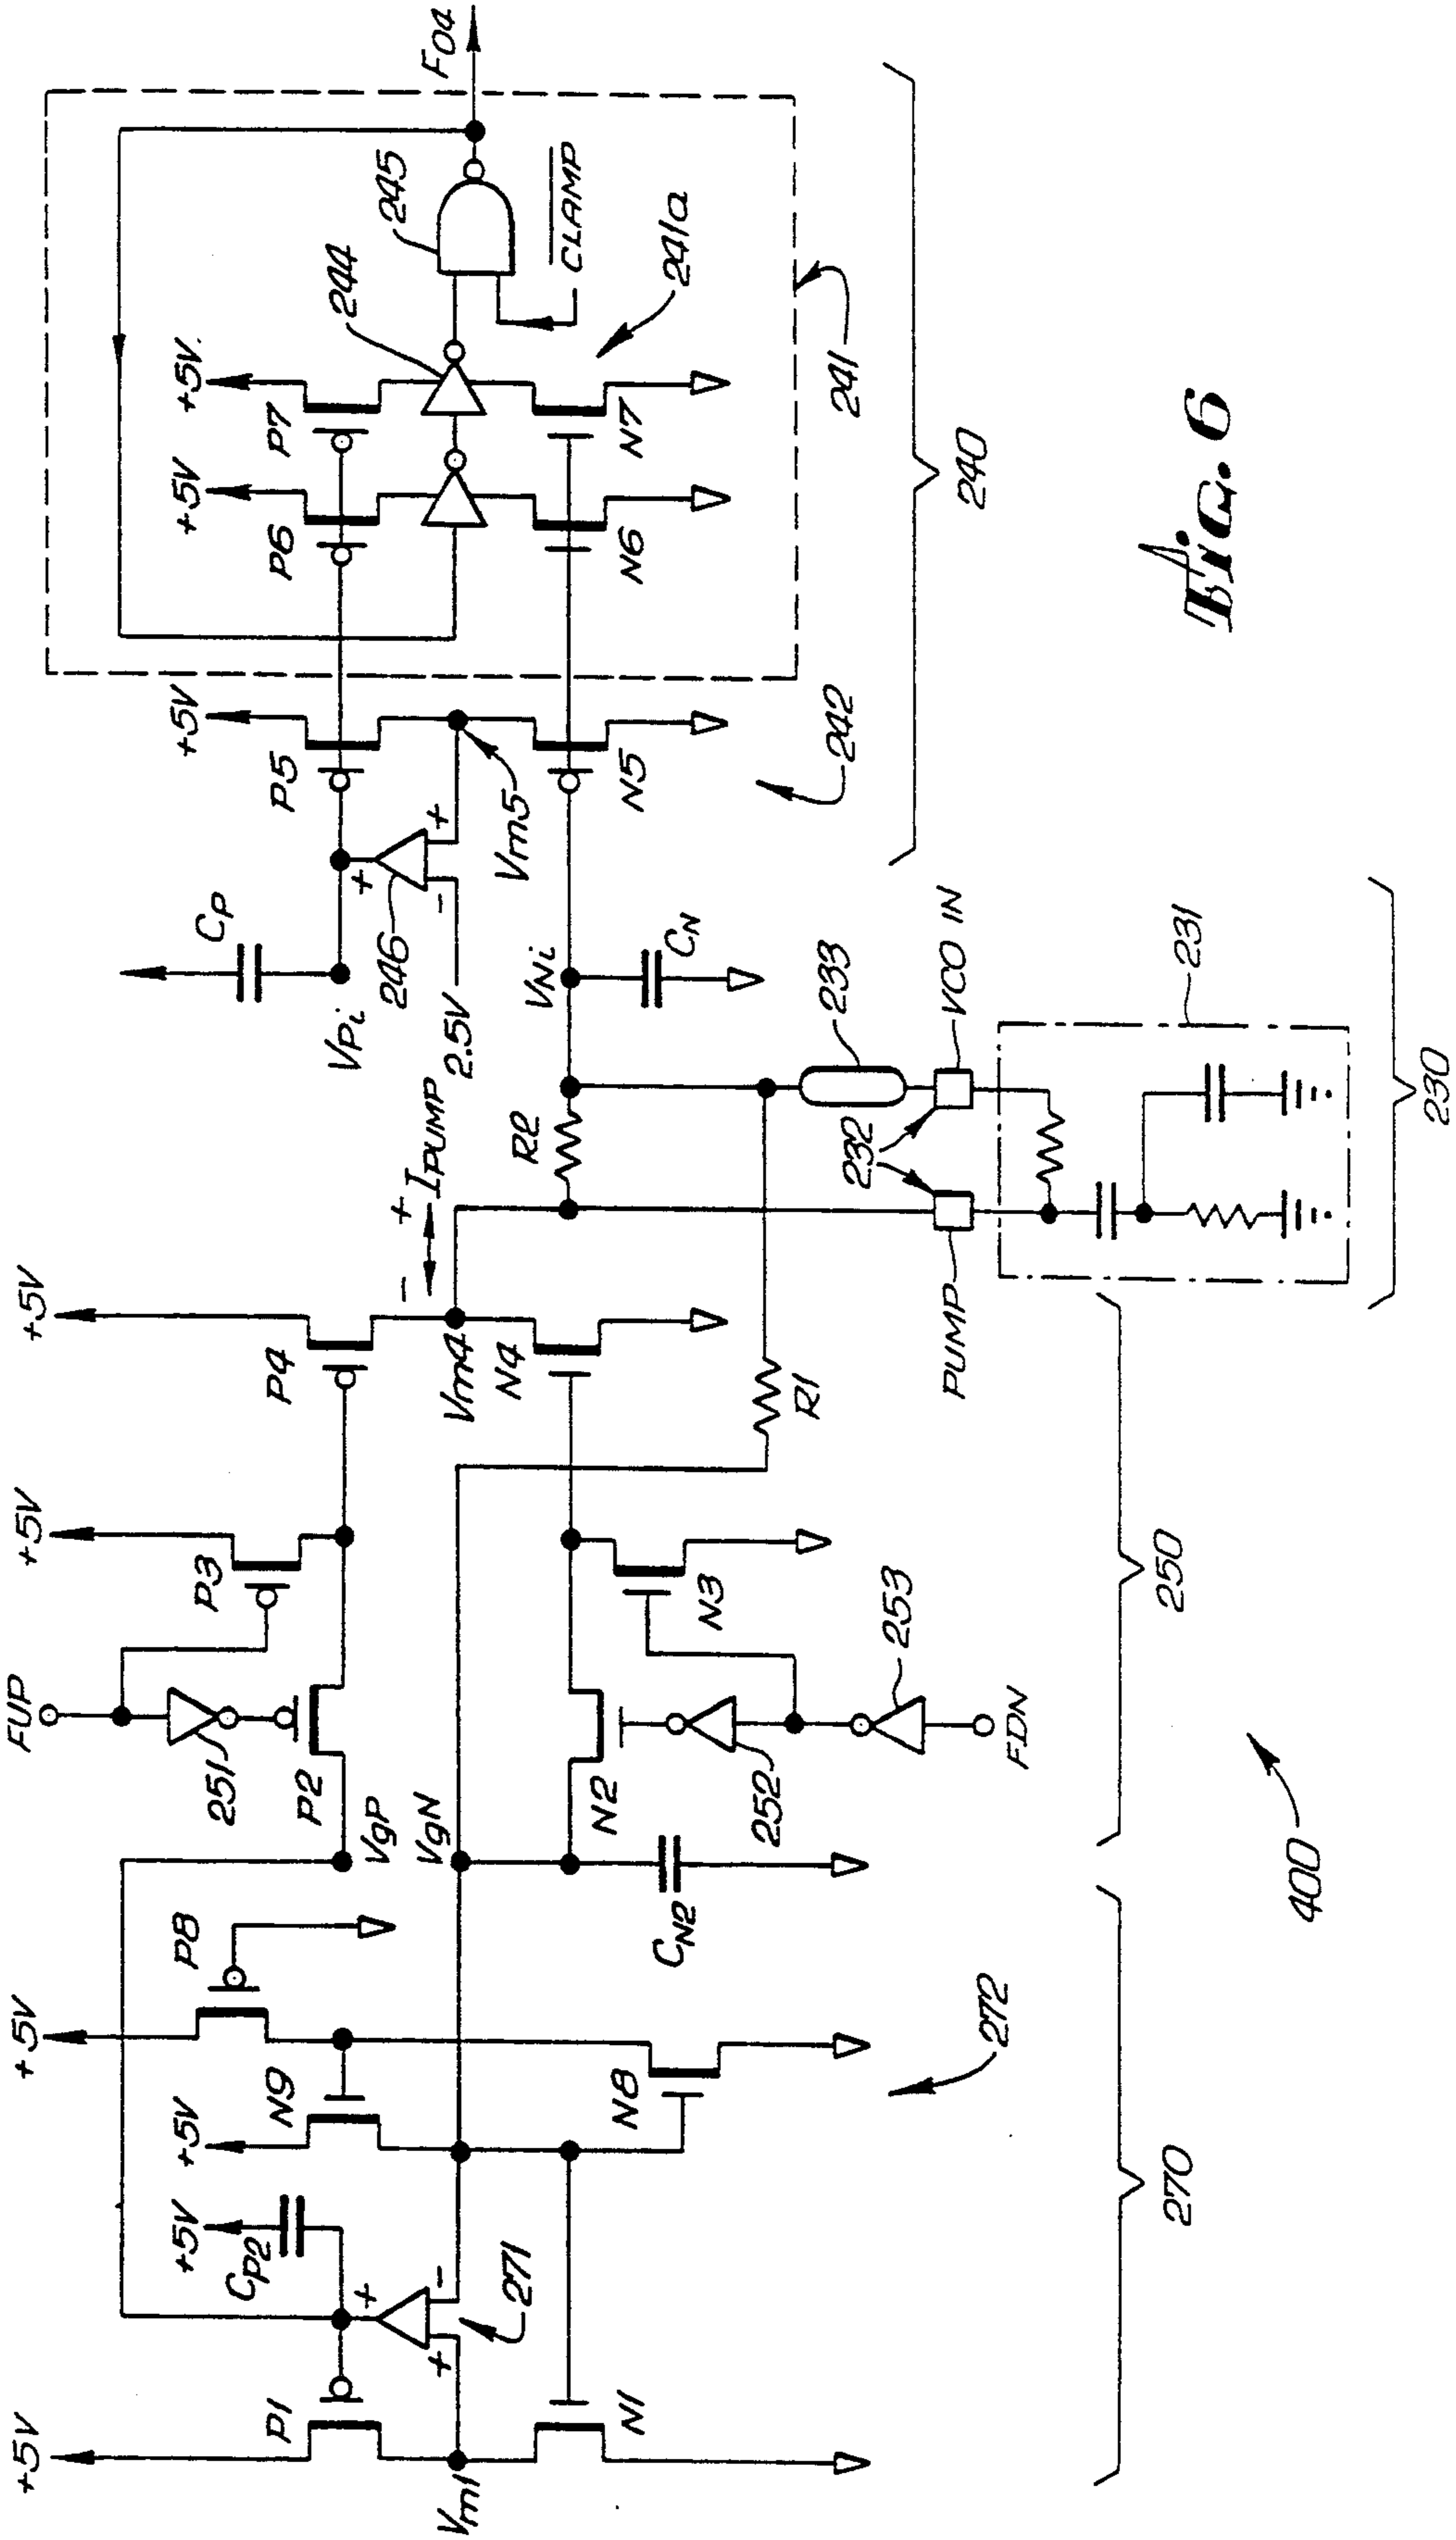 +5V
+5V
+5V
+5V
+5V
+5V
+5V
+5V
+5V.
P1
CP2
271
Vm1
N1
N9
P8
N8
272
270
VgP
VgN
CN2
FUP
251
P2
P3
N2
252
N3
253
FDN
250
P4
Vm4
N4
- + IPUMP
R1
R2
PUMP
232
VCO IN
233
231
230
CP
VPi
246
+
+
-
2.5V
VNi
CN
P5
Vm5
N5
242
P6
P7
N6
N7
244
245
CLAMP
241a
241
240
FO4
+
+
-
400
Fig. 6